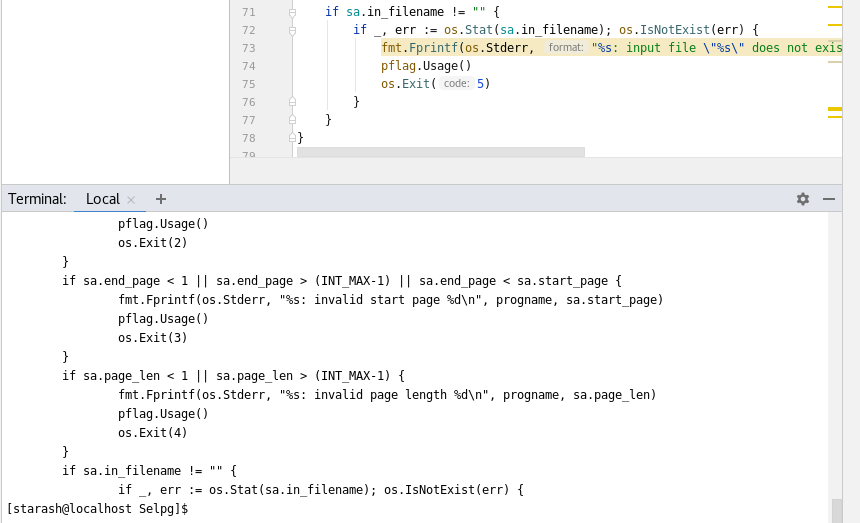 71 if sa.in_filename != "" {
72 if _, err := os.Stat(sa.in_filename); os.IsNotExist(err) {
73 fmt.Fprintf(os.Stderr, format: "%s: input file \"%s\" does not exis
74 pflag.Usage()
75 os.Exit( code: 5)
76 }
77 }
78 }
79
Terminal: Local × +
pflag.Usage()
os.Exit(2)
}
if sa.end_page < 1 || sa.end_page > (INT_MAX-1) || sa.end_page < sa.start_page {
fmt.Fprintf(os.Stderr, "%s: invalid start page %d\n", progname, sa.start_page)
pflag.Usage()
os.Exit(3)
}
if sa.page_len < 1 || sa.page_len > (INT_MAX-1) {
fmt.Fprintf(os.Stderr, "%s: invalid page length %d\n", progname, sa.page_len)
pflag.Usage()
os.Exit(4)
}
if sa.in_filename != "" {
if _, err := os.Stat(sa.in_filename); os.IsNotExist(err) {
[starash@localhost Selpg]$